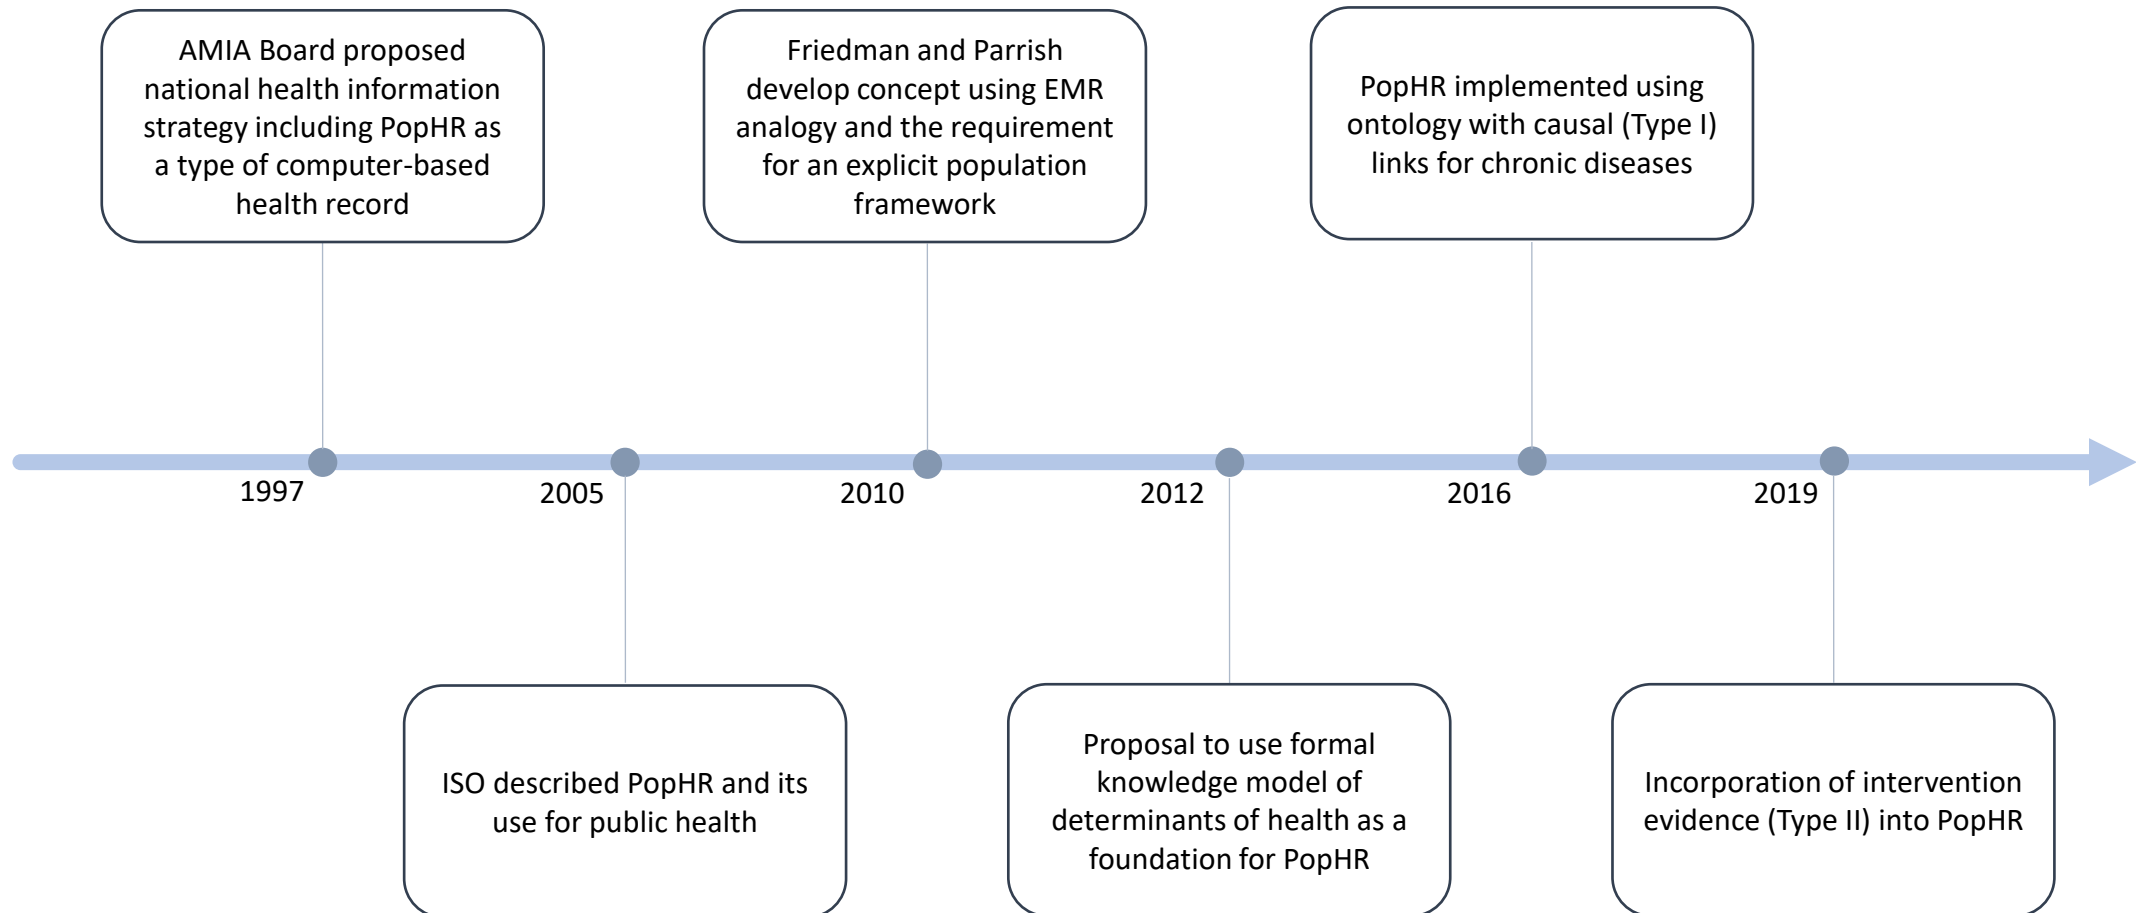 AMIA Board proposed
national health information
strategy including PopHR as
a type of computer-based
health record
Friedman and Parrish
develop concept using EMR
analogy and the requirement
for an explicit population
framework
PopHR implemented using
ontology with causal (Type I)
links for chronic diseases
1997
2005
2010
2012
2016
2019
ISO described PopHR and its
use for public health
Proposal to use formal
knowledge model of
determinants of health as a
foundation for PopHR
Incorporation of intervention
evidence (Type II) into PopHR